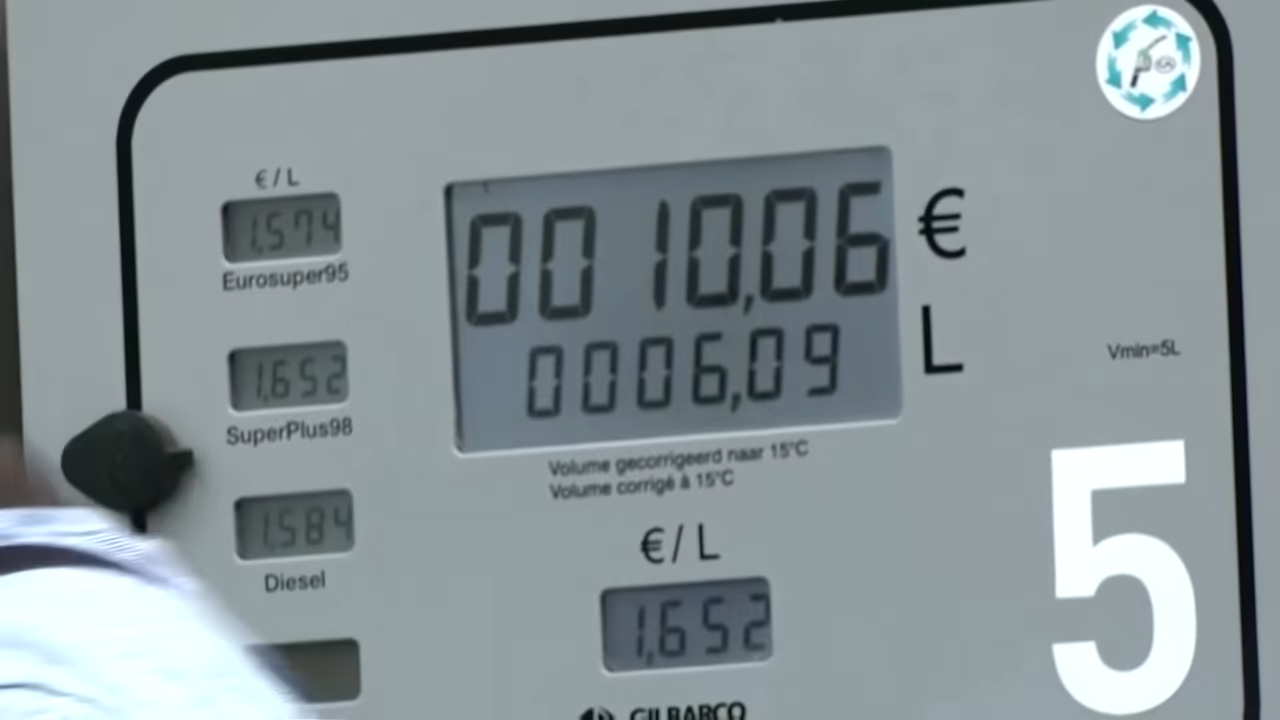 €/L
1,574
Eurosuper95
1,652
SuperPlus98
1,584
Diesel
0010,06 €
0006,09 L
Volume gecorrigeerd naar 15°C
Volume corrigé à 15°C
€/L
1,652
GILBARCO
Vmin=5L
5